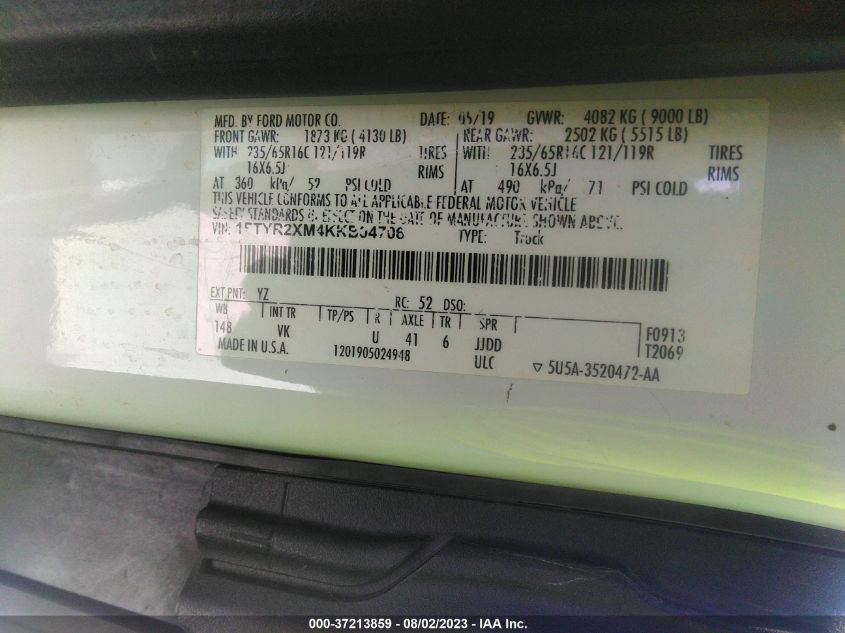 MFD. BY FORD MOTOR CO. DATE: 05/19 GVWR: 4082 KG ( 9000 LB)
FRONT GAWR: 1873 KG ( 4130 LB) REAR GAWR: 2502 KG ( 5515 LB)
WITH 235/65R16C 121/119R TIRES WITH: 235/65R16C 121/119R TIRES
16X6.5J RIMS 16X6.5J RIMS
AT 360 kPa/ 52 PSI COLD AT 490 kPa/ 71 PSI COLD
THIS VEHICLE CONFORMS TO ALL APPLICABLE FEDERAL MOTOR VEHICLE
SAFETY STANDARDS IN EFFECT ON THE DATE OF MANUFACTURE SHOWN ABOVE.
VIN: TYPE: Truck
EXT PNT: YZ RC: 52 DSO:
WB INT TR TP/PS R AXLE TR SPR
148 VK U 41 6 JJDD F0913
MADE IN U.S.A. 1201905024948 ULC T2069
▽ 5U5A-3520472-AA
000-37213859 - 08/02/2023 - IAA Inc.